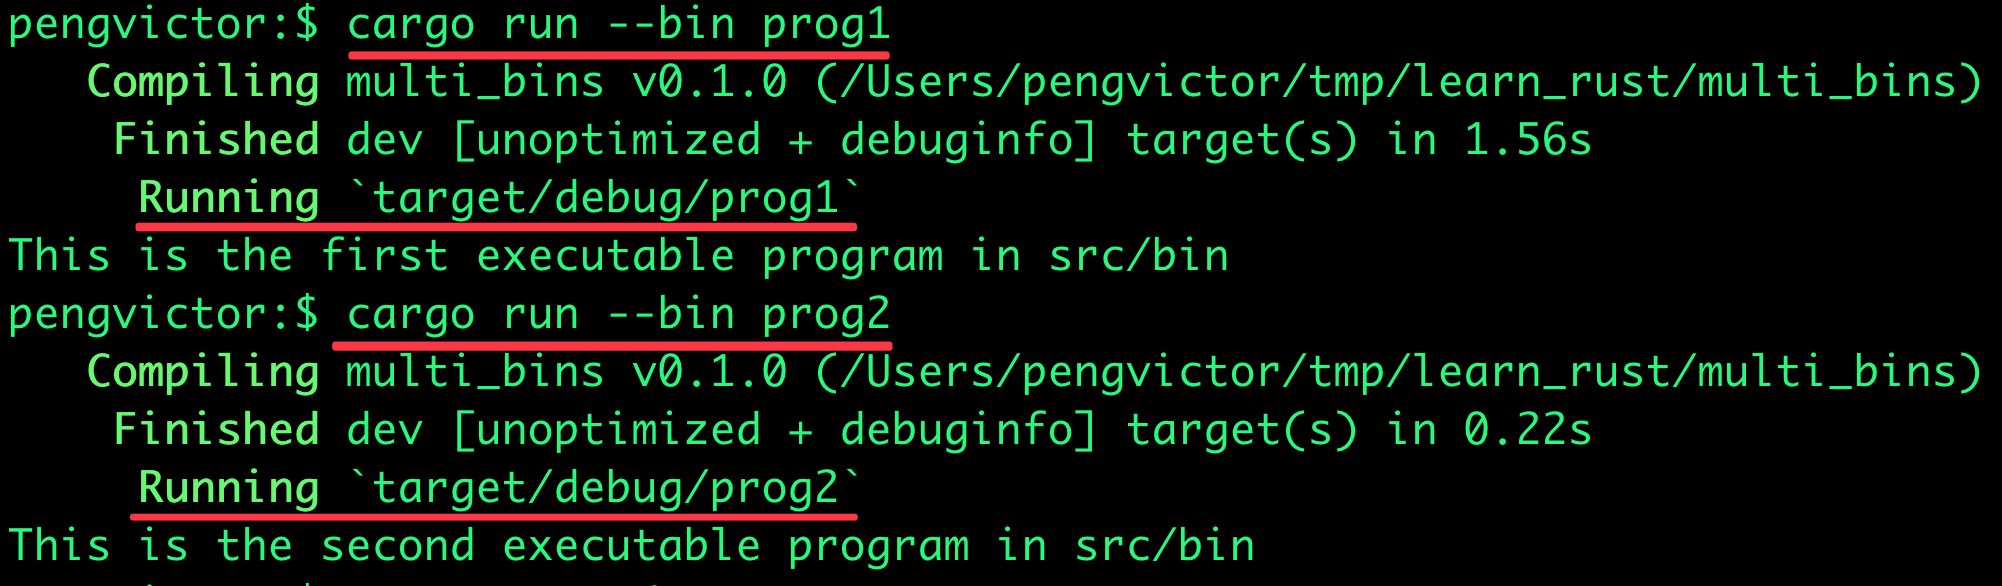 pengvictor:$ cargo run --bin prog1
Compiling multi_bins v0.1.0 (/Users/pengvictor/tmp/learn_rust/multi_bins)
Finished dev [unoptimized + debuginfo] target(s) in 1.56s
Running `target/debug/prog1`
This is the first executable program in src/bin
pengvictor:$ cargo run --bin prog2
Compiling multi_bins v0.1.0 (/Users/pengvictor/tmp/learn_rust/multi_bins)
Finished dev [unoptimized + debuginfo] target(s) in 0.22s
Running `target/debug/prog2`
This is the second executable program in src/bin